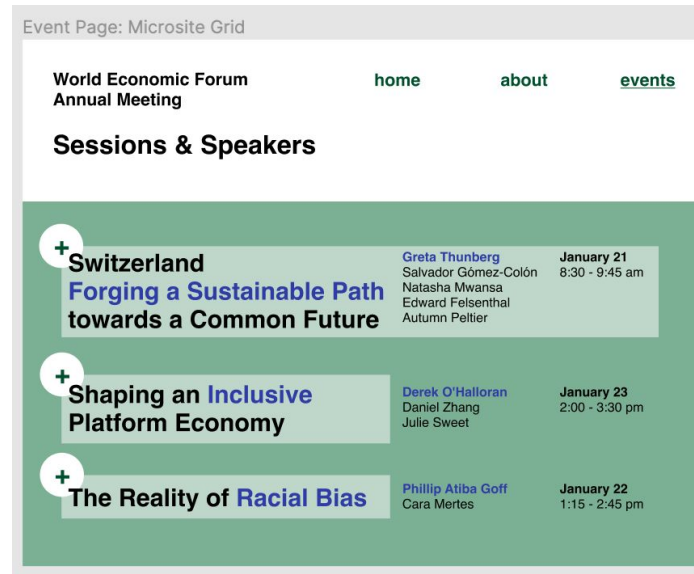 Event Page: Microsite Grid
World Economic Forum
Annual Meeting
home about events
Sessions & Speakers
+
Switzerland
Forging a Sustainable Path
towards a Common Future
Greta Thunberg
Salvador Gómez-Colón
Natasha Mwansa
Edward Felsenthal
Autumn Peltier
January 21
8:30 - 9:45 am
+
Shaping an Inclusive
Platform Economy
Derek O'Halloran
Daniel Zhang
Julie Sweet
January 23
2:00 - 3:30 pm
+
The Reality of Racial Bias
Phillip Atiba Goff
Cara Mertes
January 22
1:15 - 2:45 pm